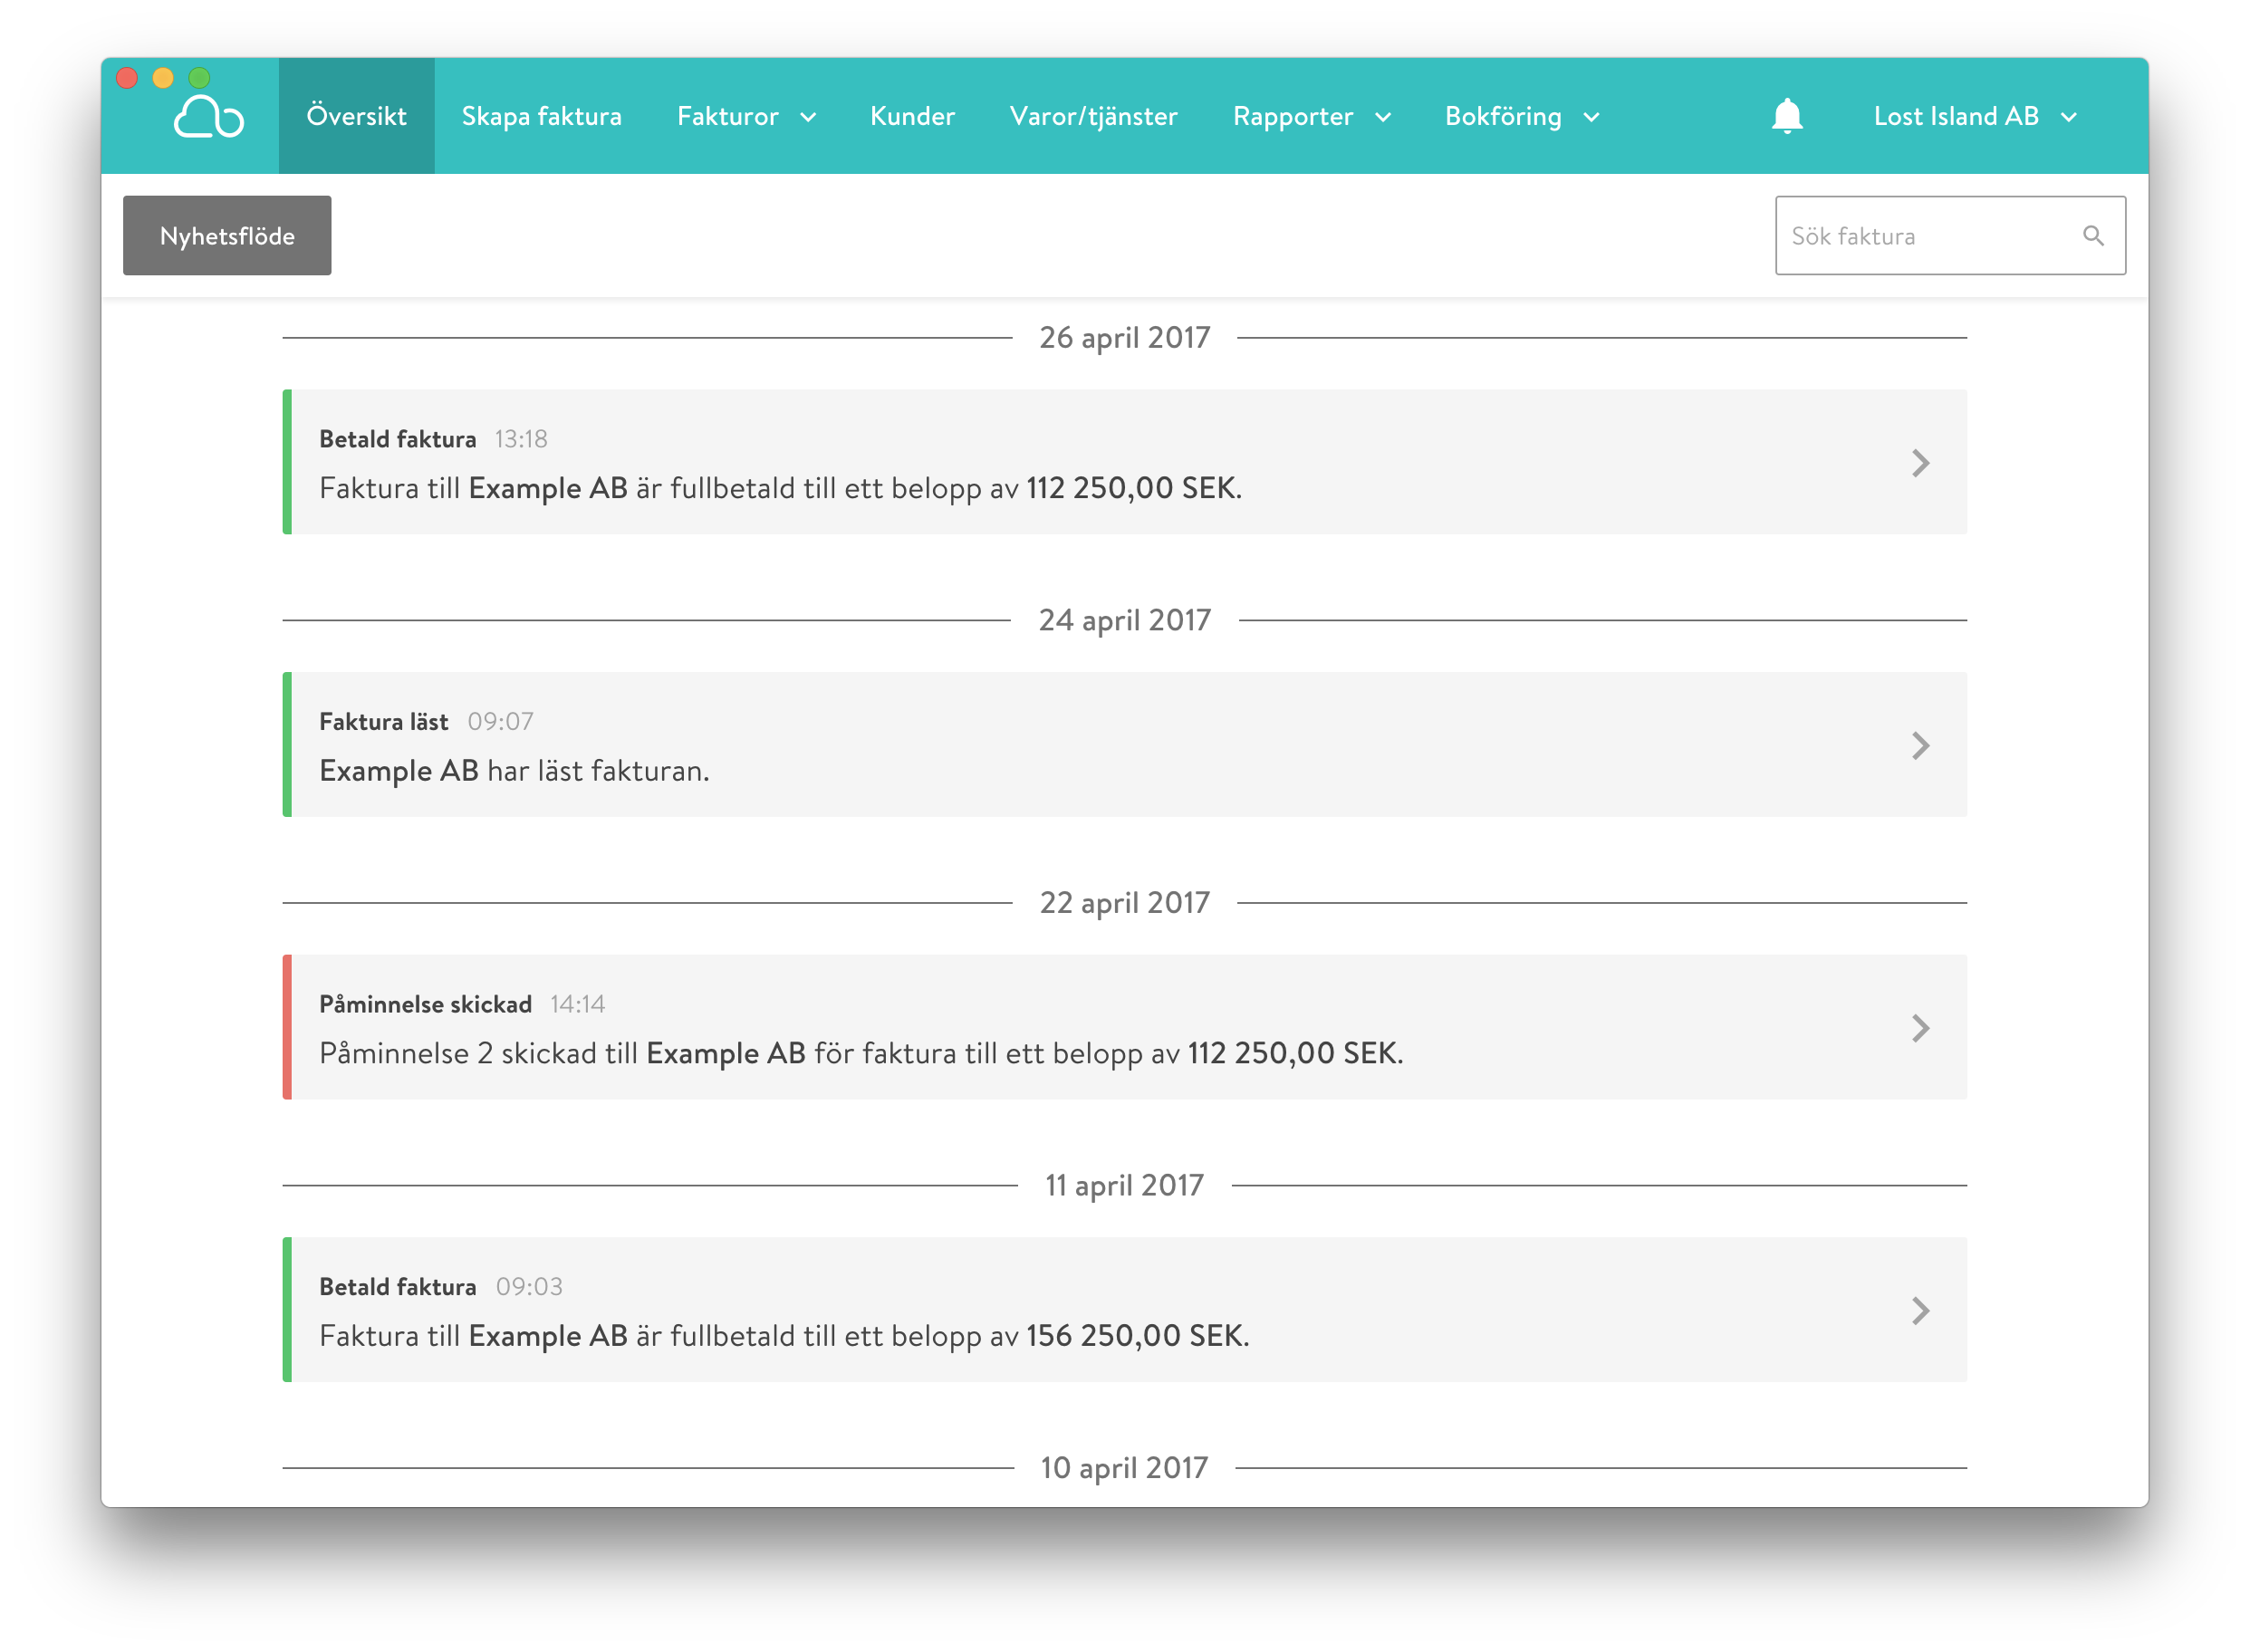 Översikt Skapa faktura Fakturor Kunder Varor/tjänster Rapporter Bokföring Lost Island AB
Nyhetsflöde Sök faktura
26 april 2017
Betald faktura 13:18
Faktura till Example AB är fullbetald till ett belopp av 112 250,00 SEK.
24 april 2017
Faktura läst 09:07
Example AB har läst fakturan.
22 april 2017
Påminnelse skickad 14:14
Påminnelse 2 skickad till Example AB för faktura till ett belopp av 112 250,00 SEK.
11 april 2017
Betald faktura 09:03
Faktura till Example AB är fullbetald till ett belopp av 156 250,00 SEK.
10 april 2017